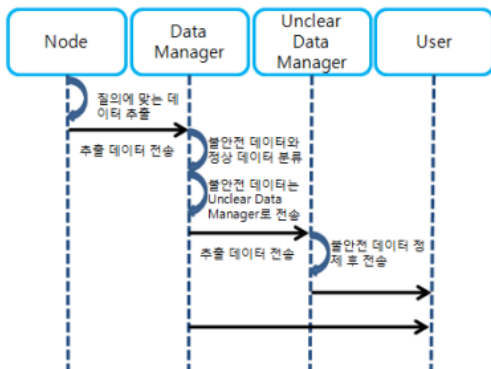 Node
Data
Manager
Unclear
Data
Manager
User
질의에 맞는 데
이터 추출
추출 데이터 전송
불안전 데이터와
정상 데이터 분류
불안전 데이터는
Unclear Data
Manager로 전송
추출 데이터 전송
불안전 데이터 정
제 후 전송